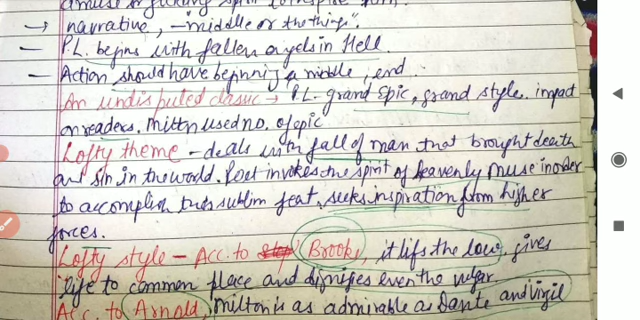 → narrative, - middle of the things".
- P.L. begins with fallen angels in Hell.
- Action should have beginning, a middle, end.
An undisputed classic → P.L - grand Epic, grand style. impact
on readers. Milton used no. of epic
Lofty theme - deals with fall of man that brought death
and sin in the world. Poet invokes the spirit of heavenly Muse in order
to accomplish this sublim feat, seeks inspiration from higher
forces.
Lofty style - Acc. to Brooks, it lifs the low, gives
life to common place and dignifies even the vulgar
Acc. to Arnold, Milton is as admirable as Dante and Virgil